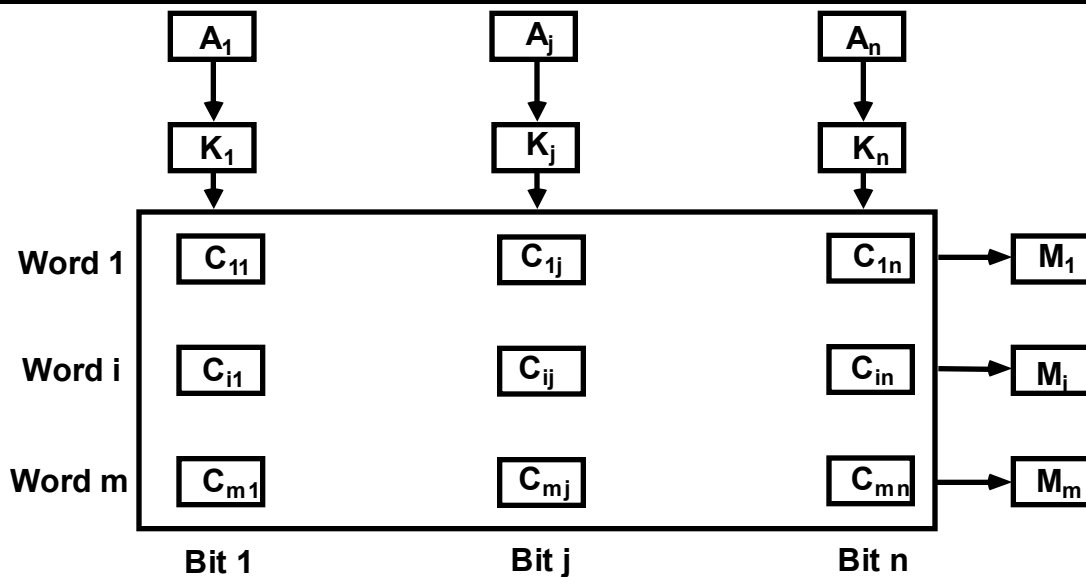 A₁ Aⱼ Aₙ
K₁ Kⱼ Kₙ
Word 1 C₁₁ C₁ⱼ C₁ₙ M₁
Word i Cᵢ₁ Cᵢⱼ Cᵢₙ Mᵢ
Word m Cₘ₁ Cₘⱼ Cₘₙ Mₘ
Bit 1 Bit j Bit n